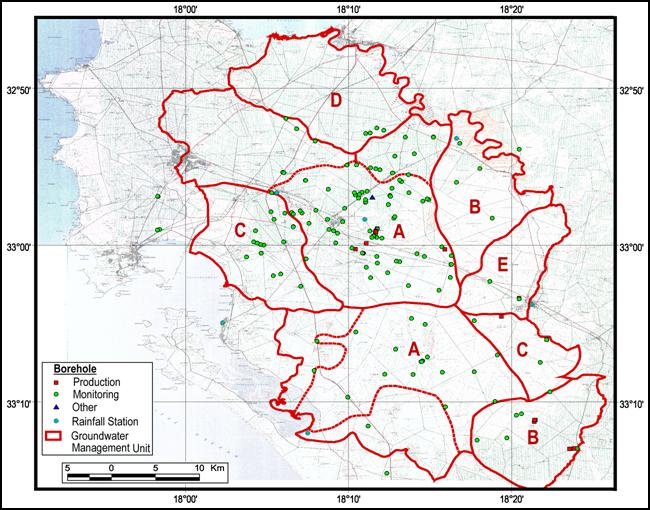 18°00'
18°10'
18°20'
32°50'
32°50'
D
B
C
A
33°00'
33°00'
E
A
C
33°10'
33°10'
B
Borehole
Production
Monitoring
Other
Rainfall Station
Groundwater
Management Unit
5 0 5 10 Km
18°00'
18°10'
18°20'